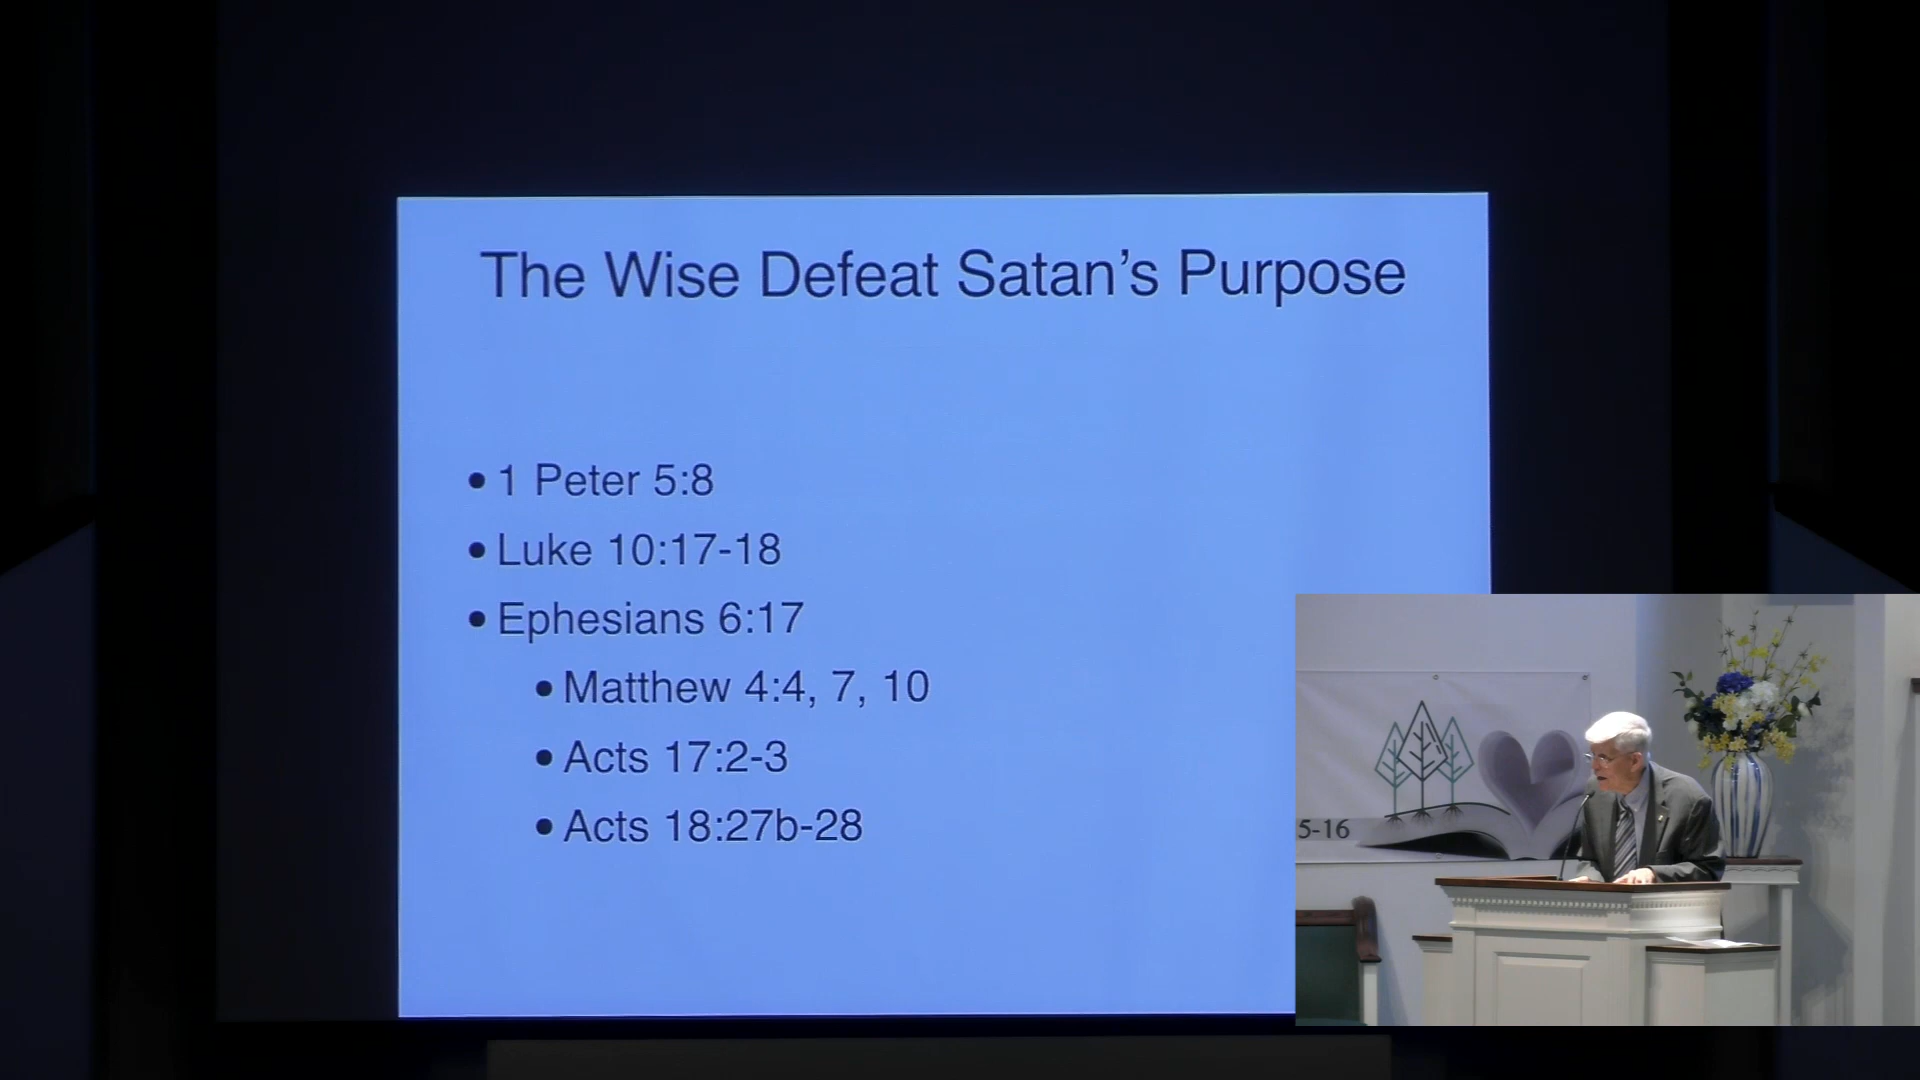 The Wise Defeat Satan’s Purpose
• 1 Peter 5:8
• Luke 10:17-18
• Ephesians 6:17
• Matthew 4:4, 7, 10
• Acts 17:2-3
• Acts 18:27b-28
5-16